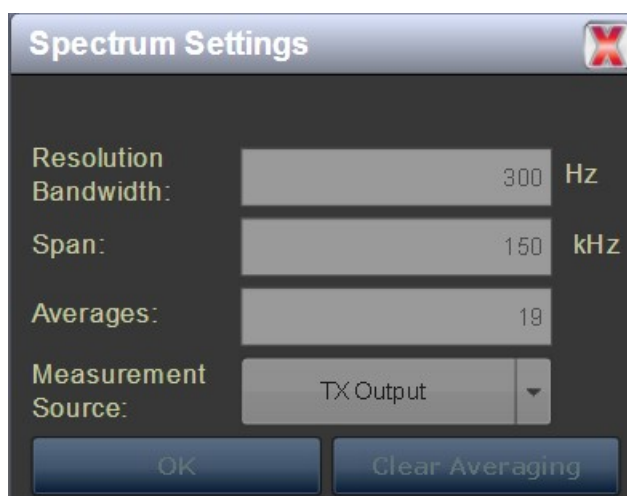 Spectrum Settings
Resolution
Bandwidth:
300 Hz
Span:
150 kHz
Averages:
19
Measurement
Source:
TX Output
OK
Clear Averaging